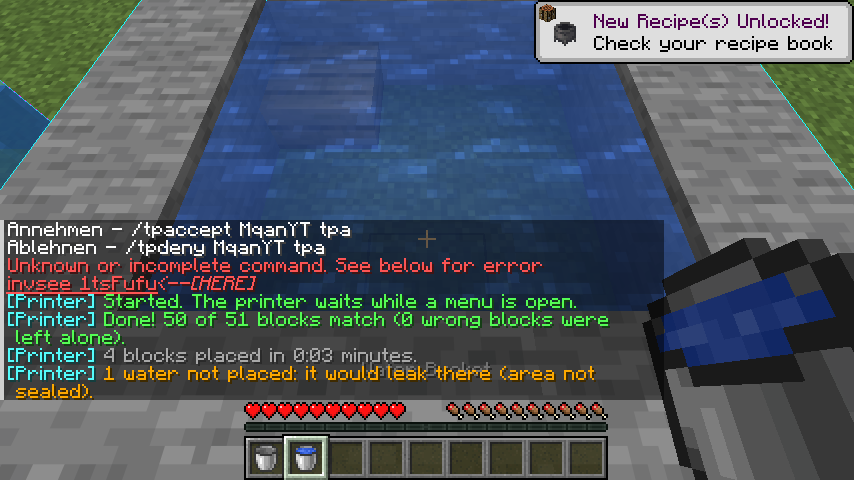 New Recipe(s) Unlocked!
Check your recipe book
Annehmen - /tpaccept MqanYT tpa
Ablehnen - /tpdeny MqanYT tpa
Unknown or incomplete command. See below for error
invsee 1tsFufu<--[HERE]
[Printer] Started. The printer waits while a menu is open.
[Printer] Done! 50 of 51 blocks match (0 wrong blocks were
left alone).
[Printer] 4 blocks placed in 0:03 minutes.
Water Bucket
[Printer] 1 water not placed: it would leak there (area not
sealed).